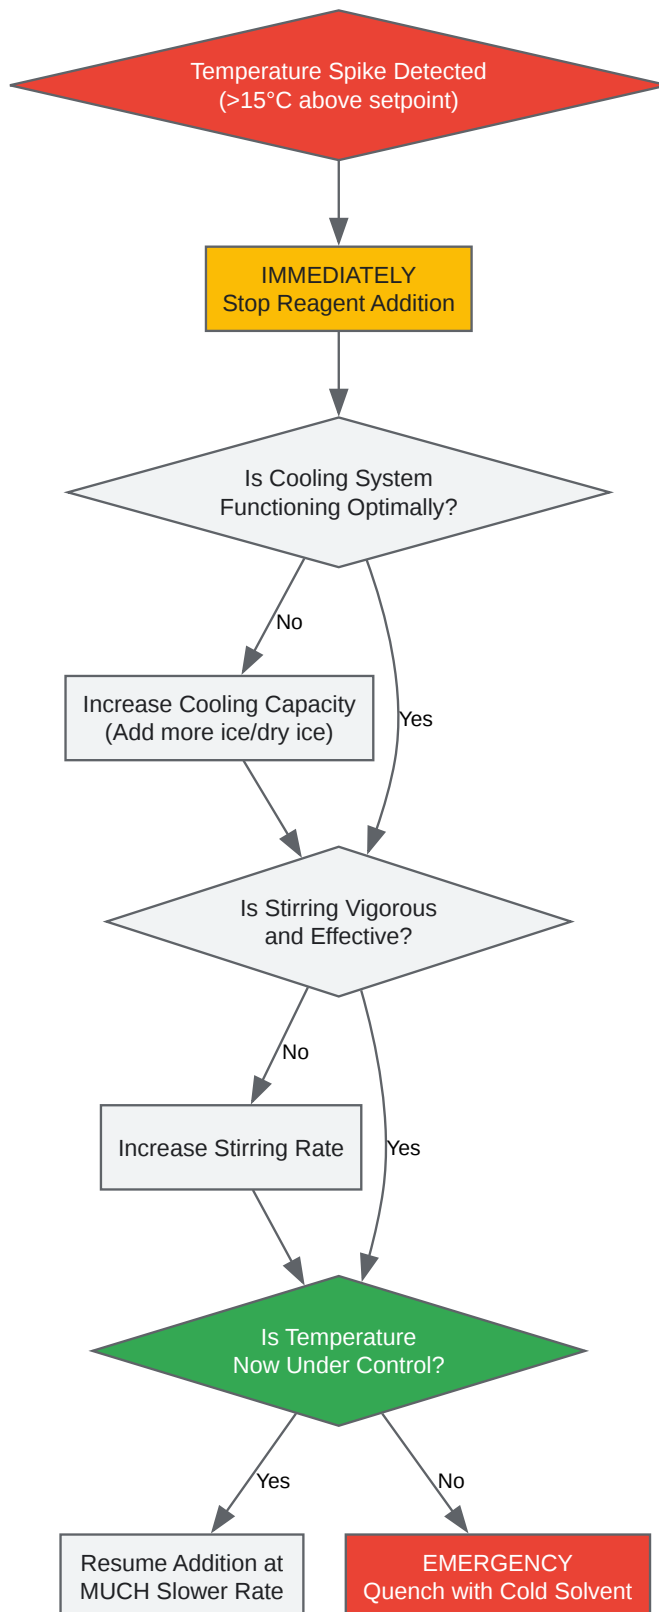 Temperature Spike Detected
(>15°C above setpoint)
IMMEDIATELY
Stop Reagent Addition
Is Cooling System
Functioning Optimally?
No
Increase Cooling Capacity
(Add more ice/dry ice)
Yes
Is Stirring Vigorous
and Effective?
No
Increase Stirring Rate
Yes
Is Temperature
Now Under Control?
Yes
No
Resume Addition at
MUCH Slower Rate
EMERGENCY
Quench with Cold Solvent